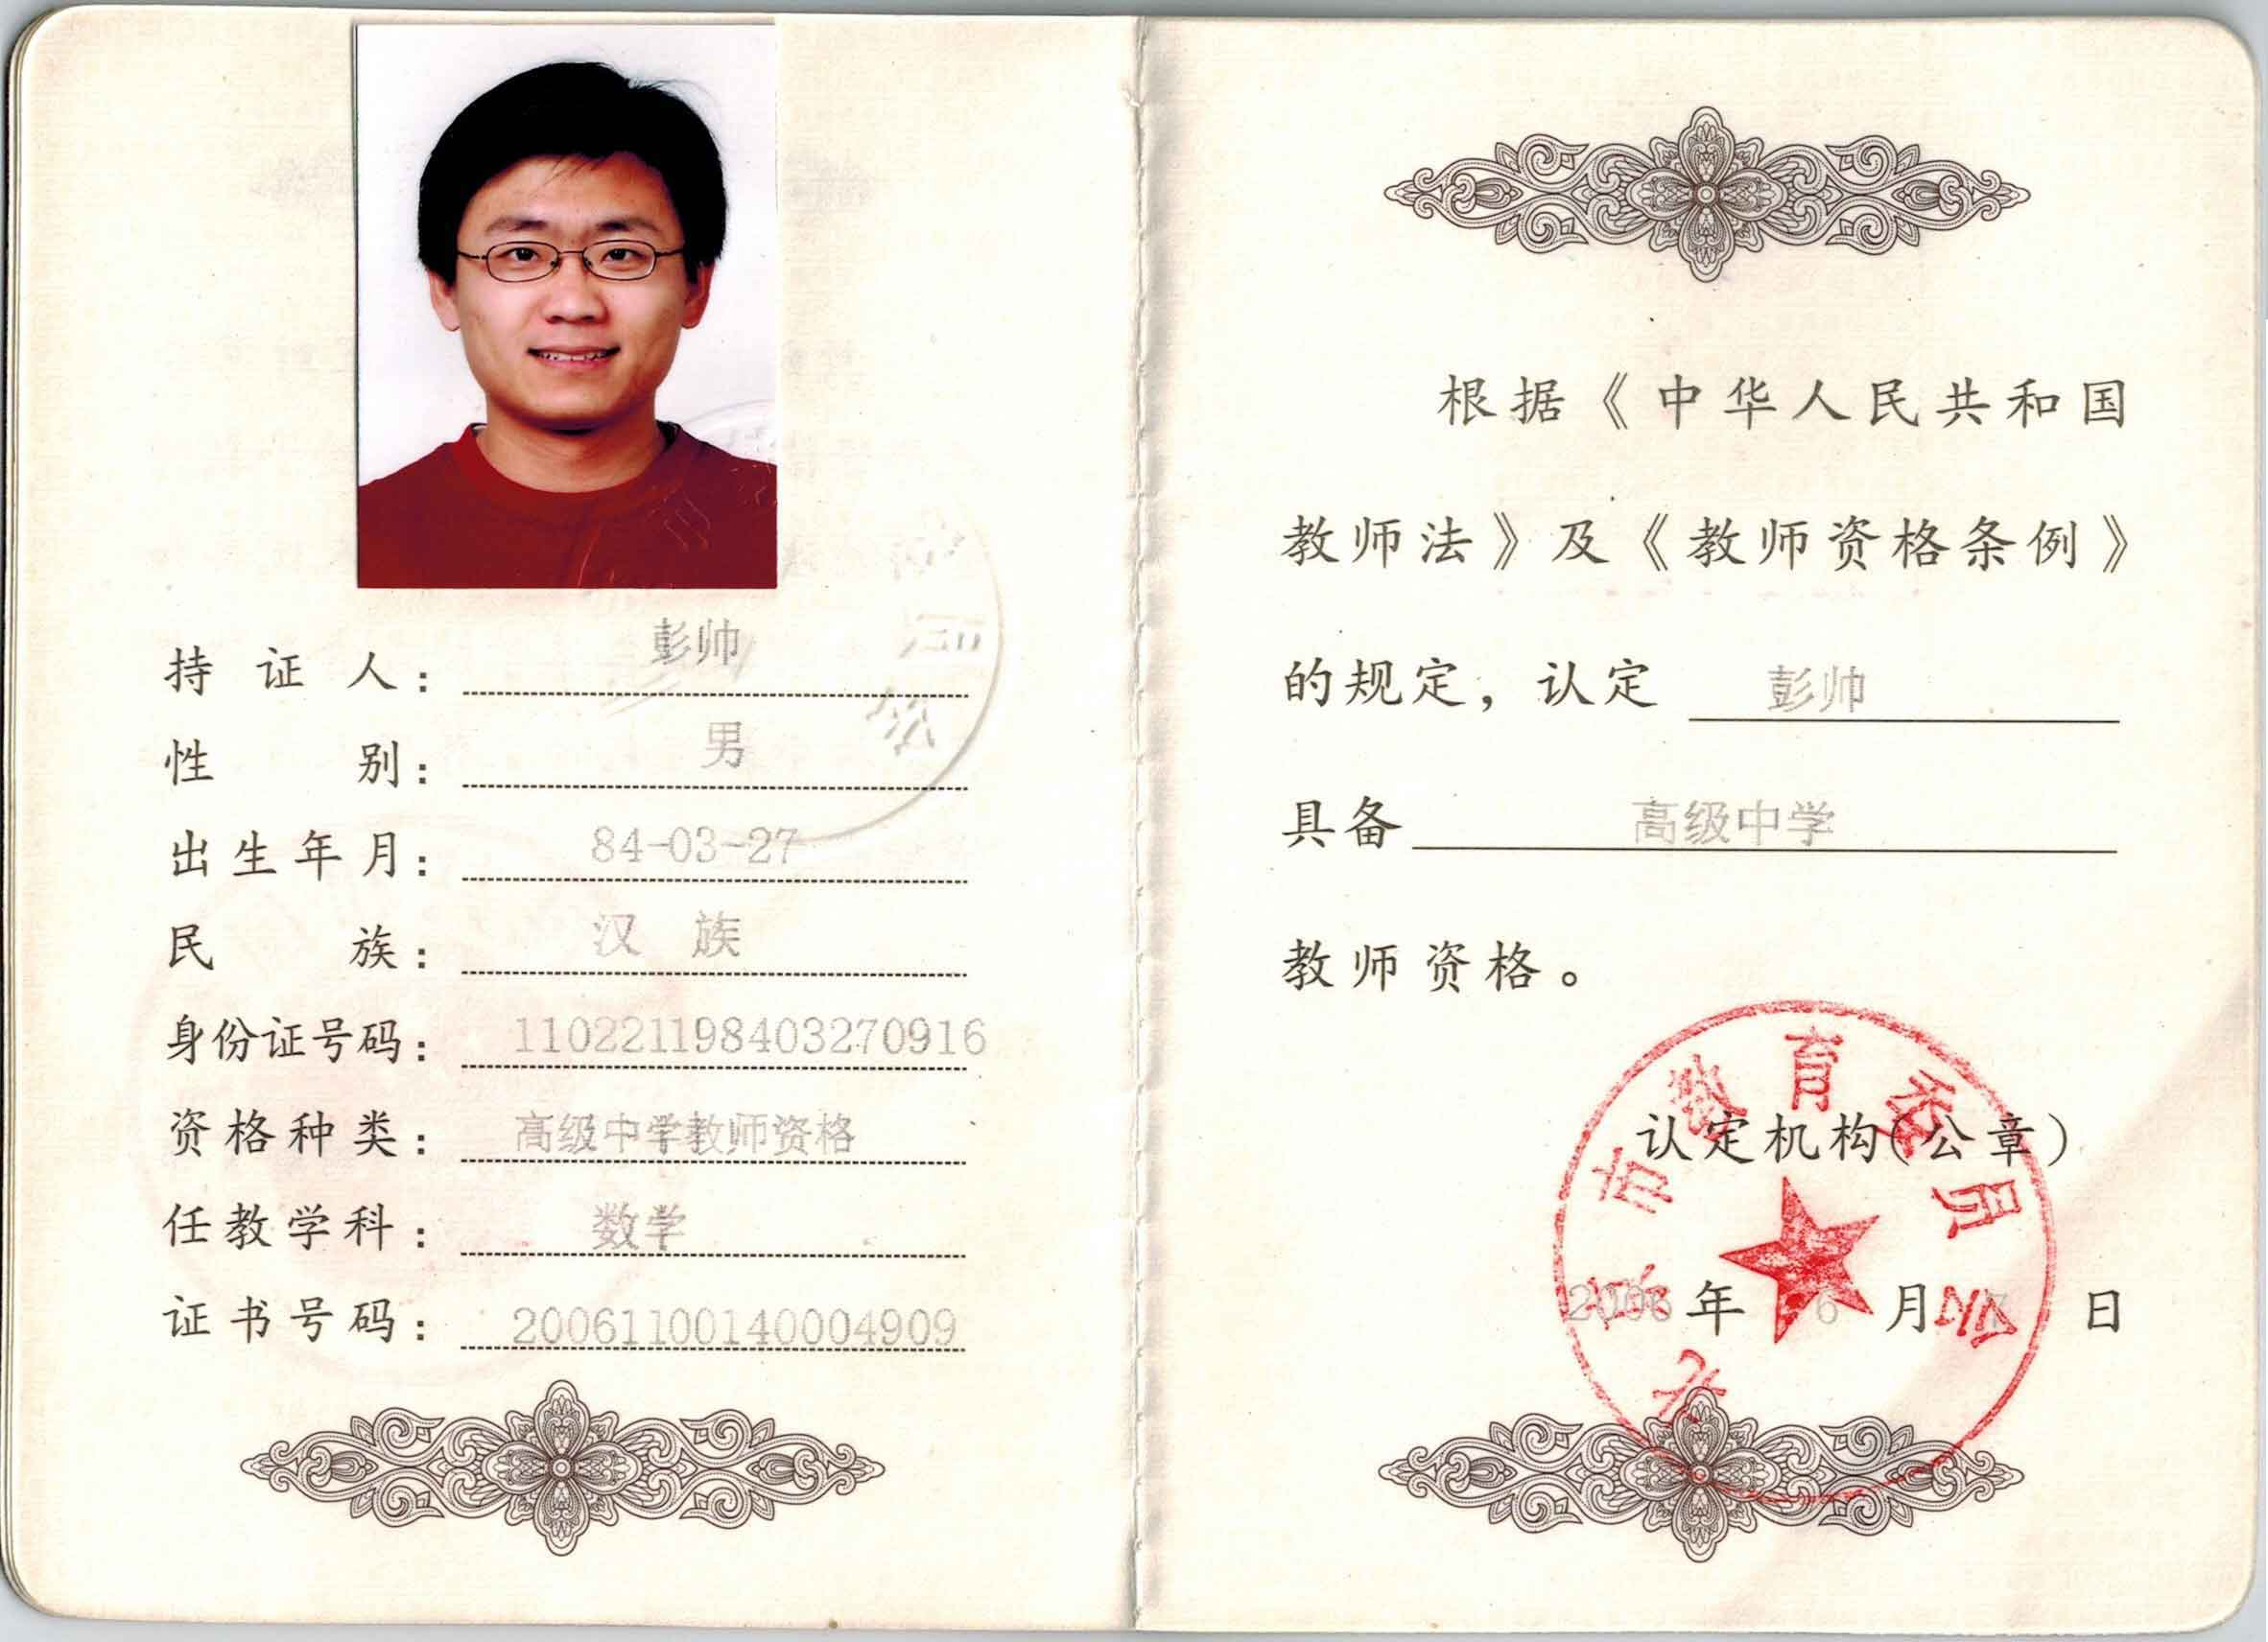 持证人：彭帅
性别：男
出生年月：84-03-27
民族：汉 族
身份证号码：110221198403270916
资格种类：高级中学教师资格
任教学科：数学
证书号码：20061100140004909
根据《中华人民共和国
教师法》及《教师资格条例》
的规定，认定 彭帅
具备 高级中学
教师资格。
北京市教育委员会
认定机构(公章)
2006 年 6 月 7 日